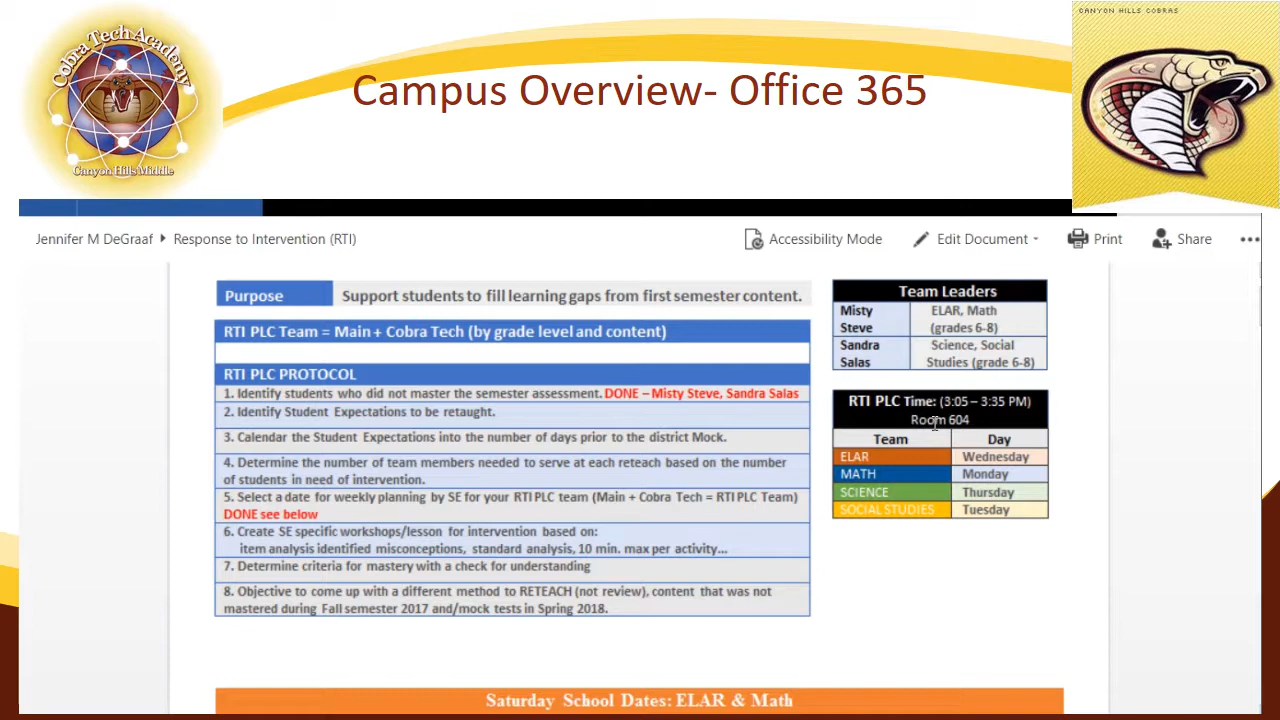 Cobra Tech Academy
Canyon Hills Middle
Campus Overview- Office 365
CANYON HILLS COBRAS
Jennifer M DeGraaf ▸ Response to Intervention (RTI)
Accessibility Mode
Edit Document
Print
Share
Purpose
Support students to fill learning gaps from first semester content.
RTI PLC Team = Main + Cobra Tech (by grade level and content)
RTI PLC PROTOCOL
1. Identify students who did not master the semester assessment. DONE – Misty Steve, Sandra Salas
2. Identify Student Expectations to be retaught.
3. Calendar the Student Expectations into the number of days prior to the district Mock.
4. Determine the number of team members needed to serve at each reteach based on the number
of students in need of intervention.
5. Select a date for weekly planning by SE for your RTI PLC team (Main + Cobra Tech = RTI PLC Team)
DONE see below
6. Create SE specific workshops/lesson for intervention based on:
item analysis identified misconceptions, standard analysis, 10 min. max per activity...
7. Determine criteria for mastery with a check for understanding
8. Objective to come up with a different method to RETEACH (not review), content that was not
mastered during Fall semester 2017 and/mock tests in Spring 2018.
Team Leaders
Misty Steve
ELAR, Math
(grades 6-8)
Sandra Salas
Science, Social
Studies (grade 6-8)
RTI PLC Time: (3:05 – 3:35 PM)
Room 604
Team Day
ELAR Wednesday
MATH Monday
SCIENCE Thursday
SOCIAL STUDIES Tuesday
Saturday School Dates: ELAR & Math